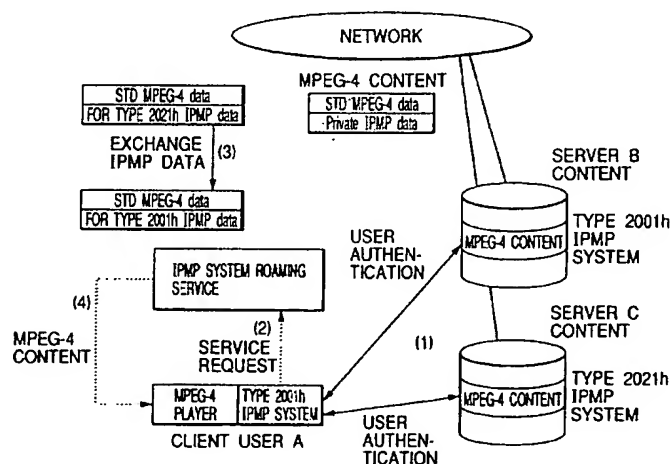 NETWORK
MPEG-4 CONTENT
STD MPEG-4 data
Private IPMP data
STD MPEG-4 data
FOR TYPE 2021h IPMP data
EXCHANGE
IPMP DATA
(3)
STD MPEG-4 data
FOR TYPE 2001h IPMP data
SERVER B
CONTENT
MPEG-4 CONTENT
TYPE 2001h
IPMP
SYSTEM
USER
AUTHEN-
TICATION
IPMP SYSTEM ROAMING
SERVICE
(4)
(2)
SERVICE
REQUEST
(1)
MPEG-4
CONTENT
SERVER C
CONTENT
MPEG-4 CONTENT
TYPE 2021h
IPMP
SYSTEM
MPEG-4
PLAYER
TYPE 2001h
IPMP SYSTEM
CLIENT USER A
USER
AUTHEN-
TICATION